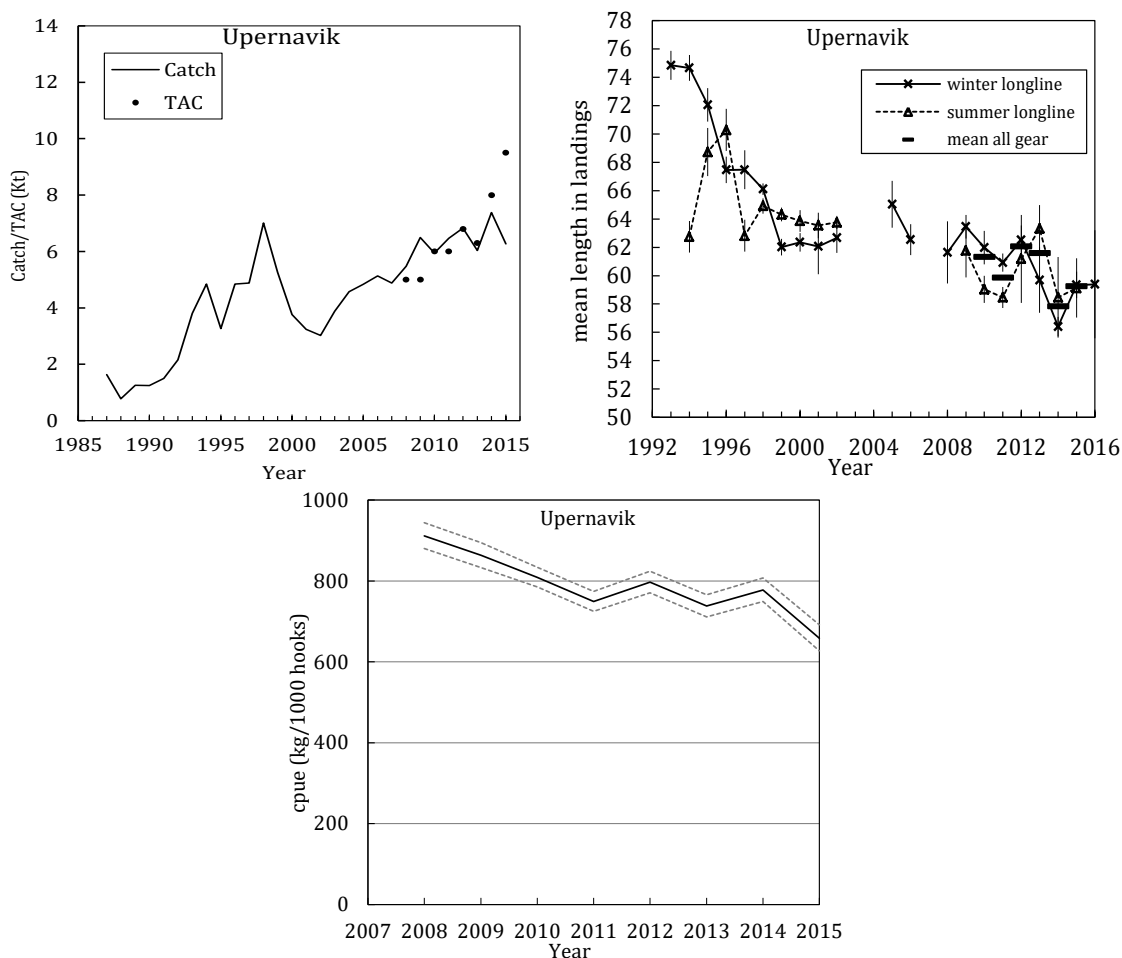 Upernavik
Catch
TAC
Catch/TAC (Kt)
14
12
10
8
6
4
2
0
1985 1990 1995 2000 2005 2010 2015
Year
Upernavik
winter longline
summer longline
mean all gear
mean length in landings
78
76
74
72
70
68
66
64
62
60
58
56
54
52
50
1992 1996 2000 2004 2008 2012 2016
Year
Upernavik
cpue (kg/1000 hooks)
1000
800
600
400
200
0
2007 2008 2009 2010 2011 2012 2013 2014 2015
Year